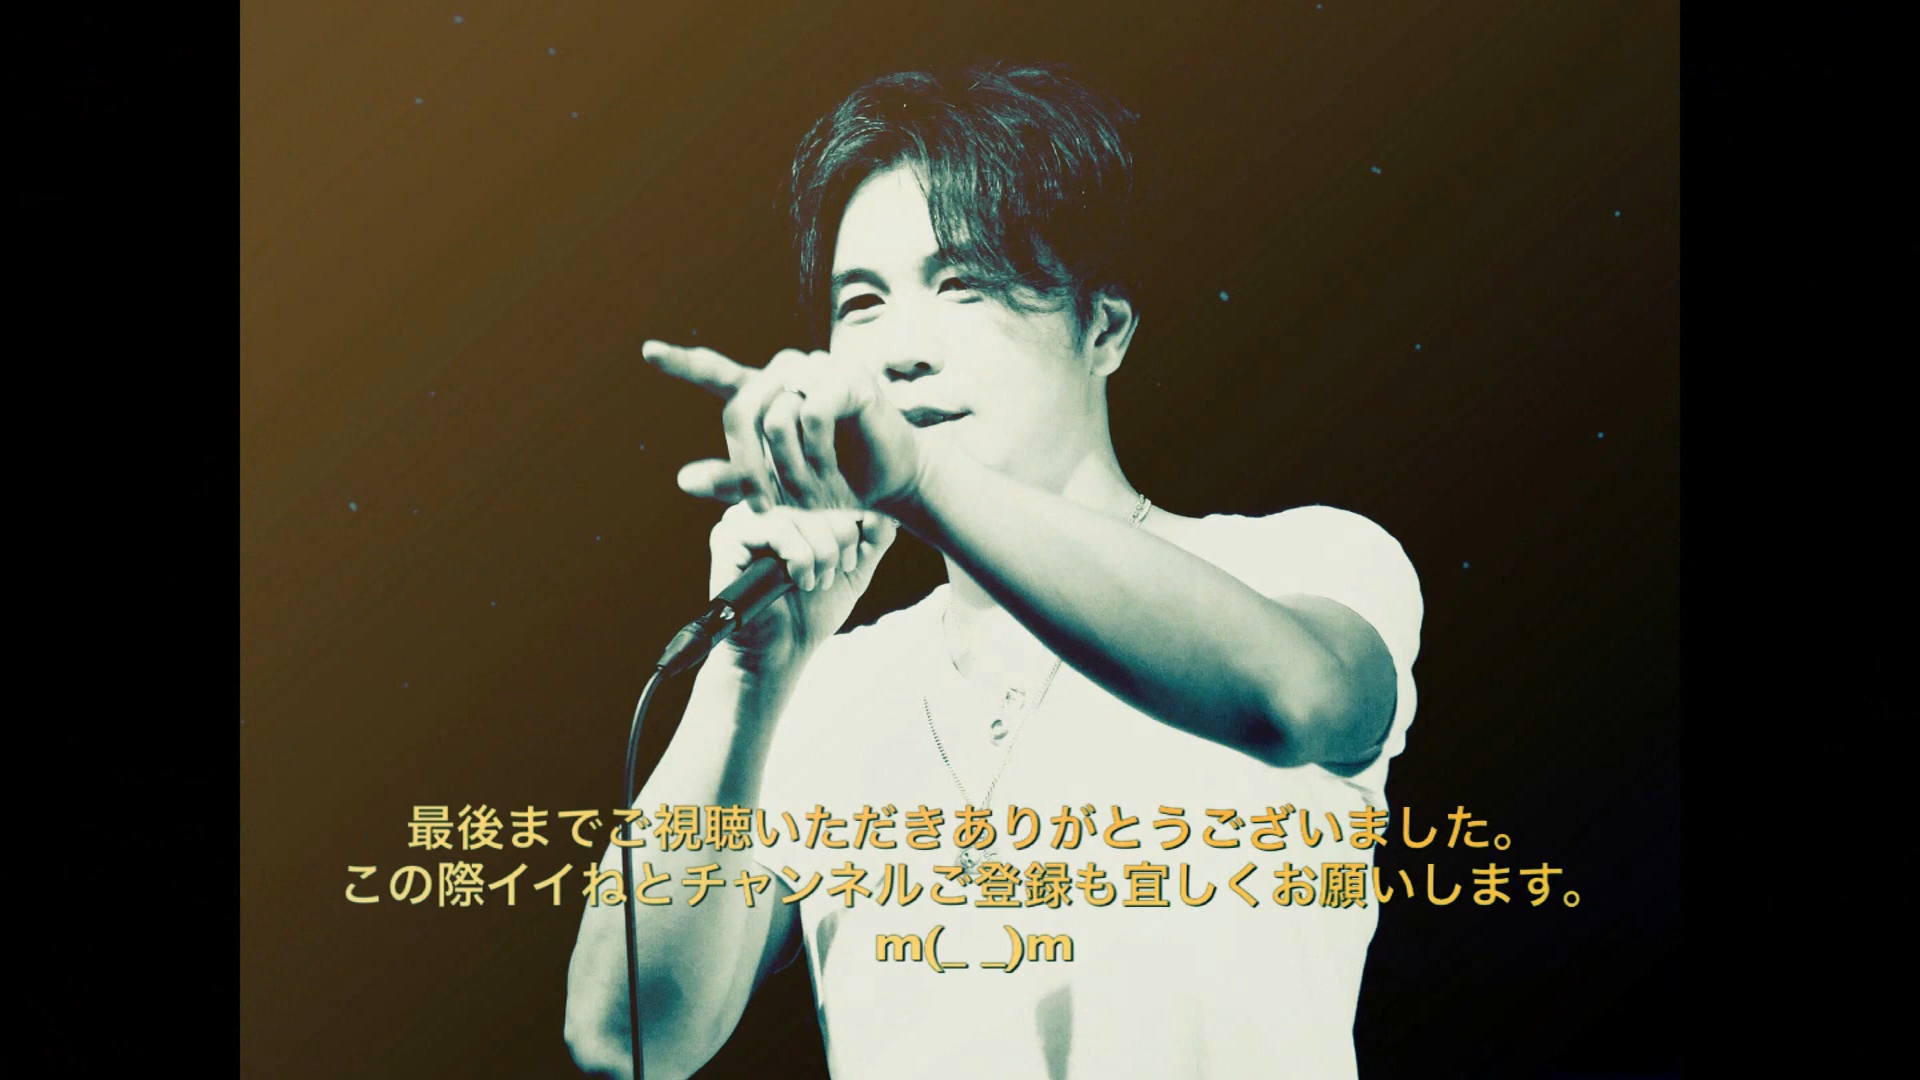 最後までご視聴いただきありがとうございました。
この際イイねとチャンネルご登録も宜しくお願いします。
m(_ _)m